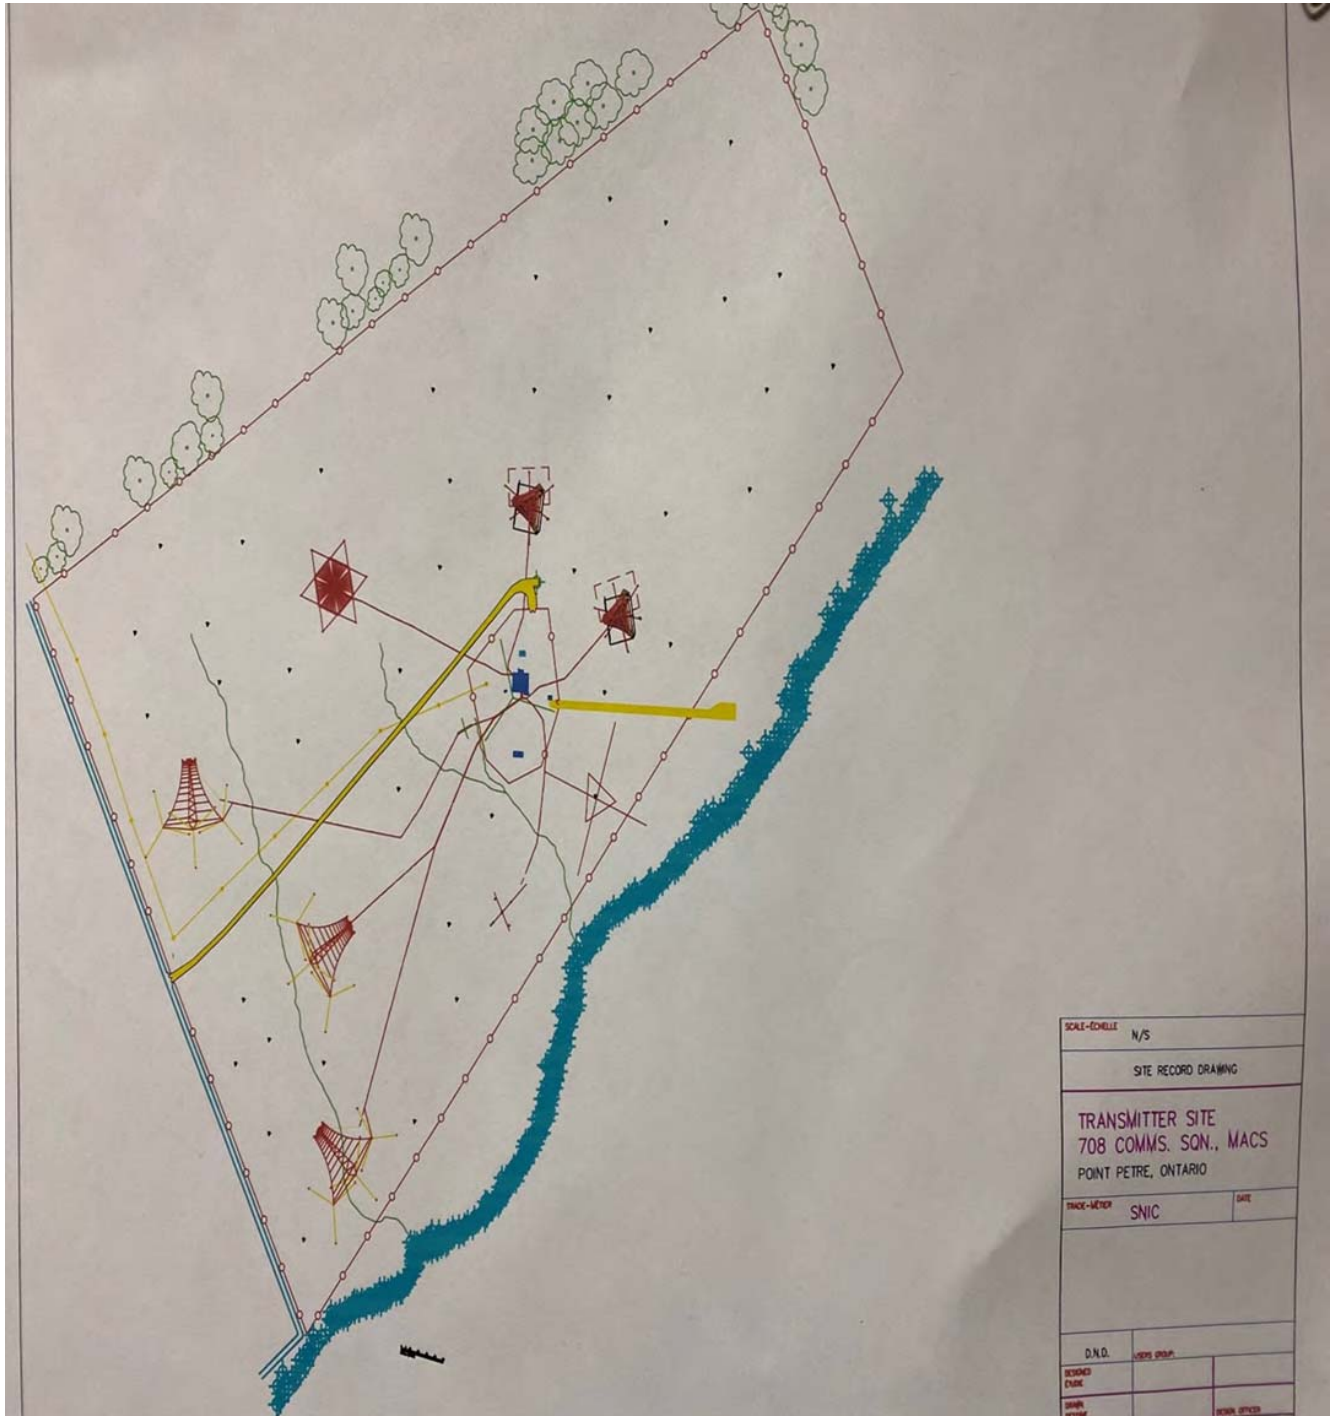 SCALE-ÉCHELLE N/S
SITE RECORD DRAWING
TRANSMITTER SITE
708 COMMS. SQN., MACS
POINT PETRE, ONTARIO
TRADE-MÉTIER SNIC DATE
D.N.D. USERS GROUP
DESIGNED
ÉTUDIE
DRAWN DESIGN OFFICER